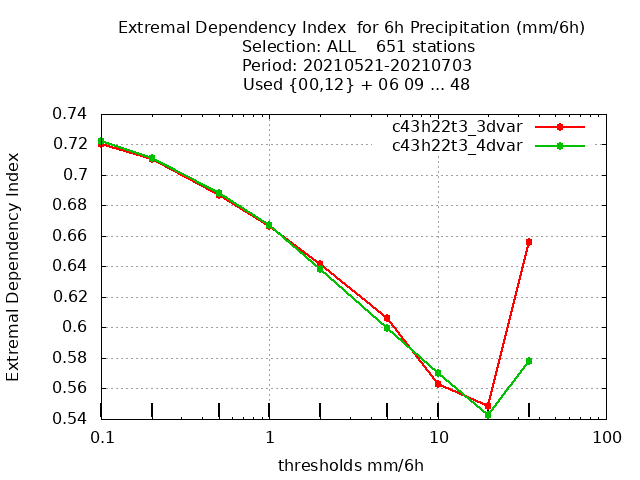 Extremal Dependency Index  for 6h Precipitation (mm/6h)
Selection: ALL    651 stations
Period: 20210521-20210703
Used {00,12} + 06 09 ... 48
c43h22t3_3dvar
c43h22t3_4dvar
Extremal Dependency Index
0.74
0.72
0.7
0.68
0.66
0.64
0.62
0.6
0.58
0.56
0.54
0.1 1 10 100
thresholds mm/6h